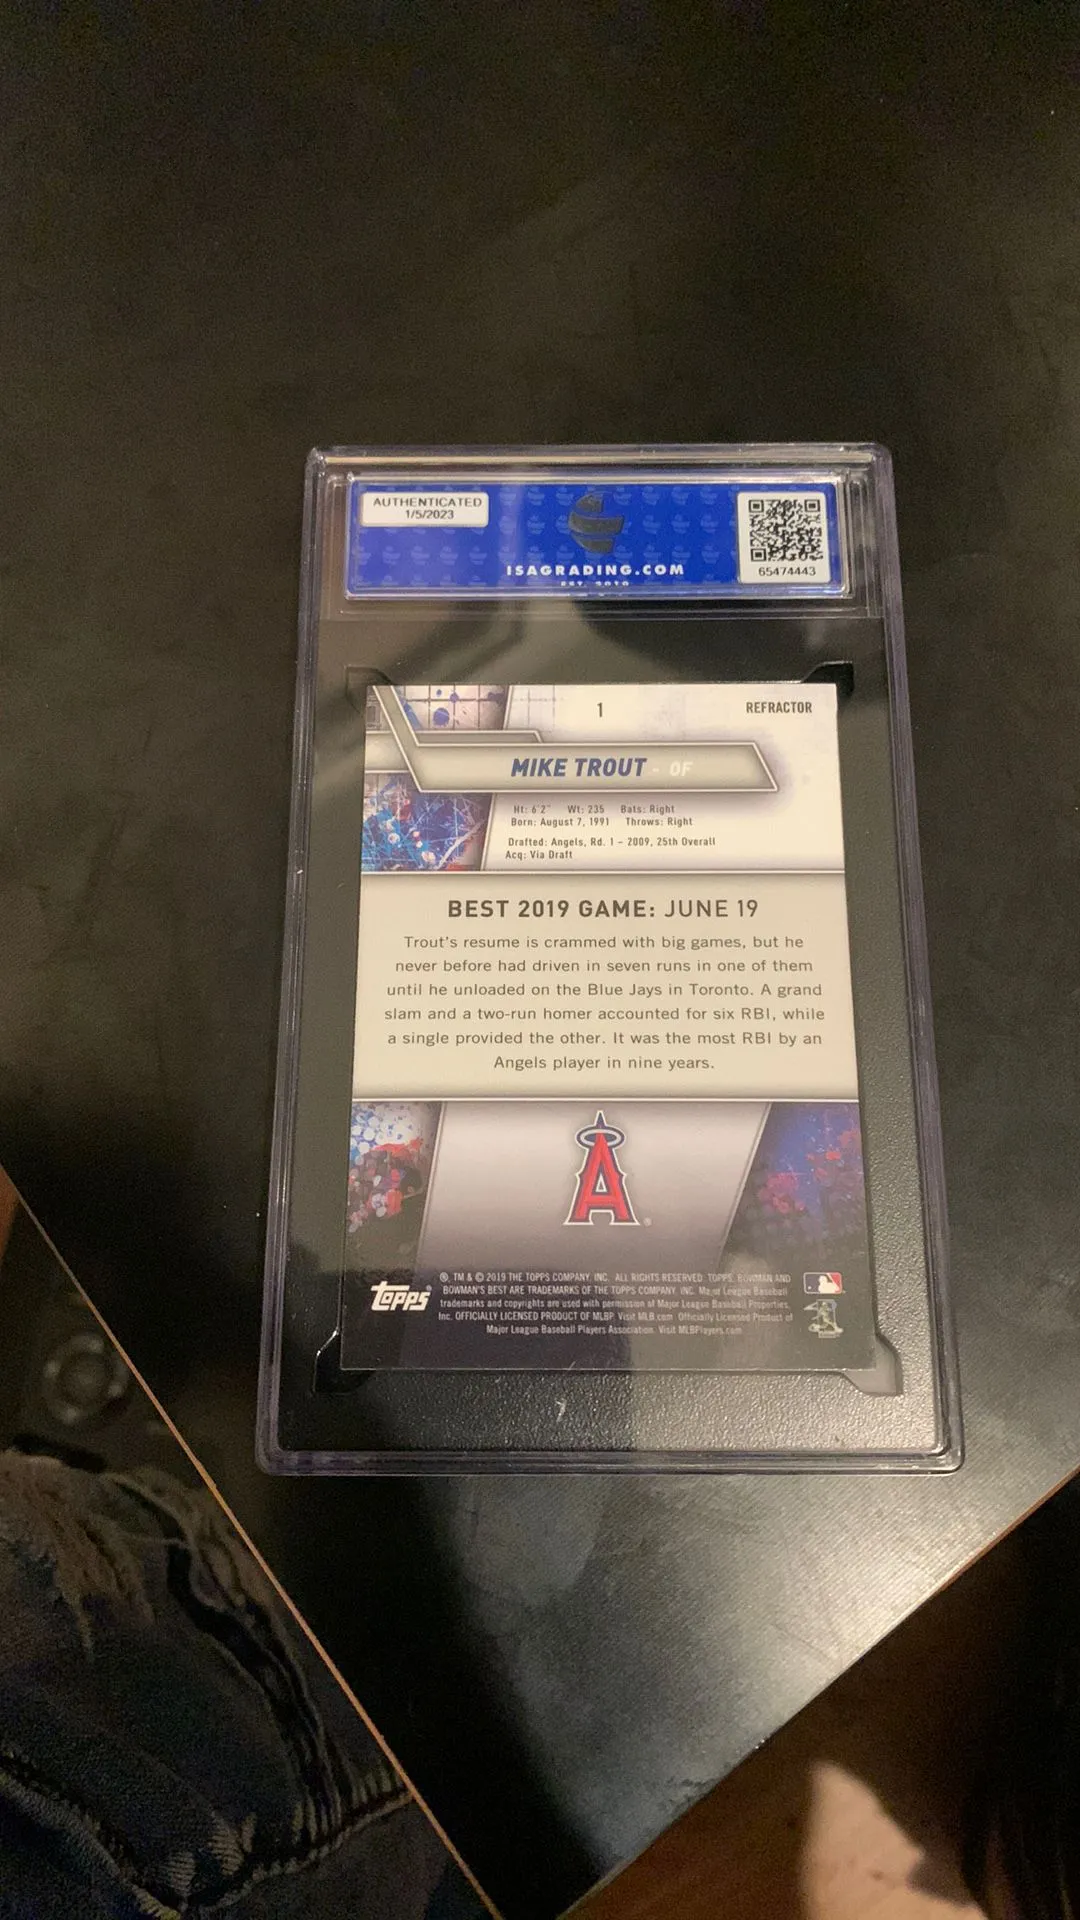 AUTHENTICATED
1/5/2023
ISAGRADING.COM
EST. 2019
65474443
1
REFRACTOR
MIKE TROUT - OF
Ht: 6'2" Wt: 235 Bats: Right
Born: August 7, 1991 Throws: Right
Drafted: Angels, Rd. 1 – 2009, 25th Overall
Acq: Via Draft
BEST 2019 GAME: JUNE 19
Trout's resume is crammed with big games, but he
never before had driven in seven runs in one of them
until he unloaded on the Blue Jays in Toronto. A grand
slam and a two-run homer accounted for six RBI, while
a single provided the other. It was the most RBI by an
Angels player in nine years.
A
Topps
®, TM & © 2019 THE TOPPS COMPANY, INC. ALL RIGHTS RESERVED. TOPPS, BOWMAN AND
BOWMAN'S BEST ARE TRADEMARKS OF THE TOPPS COMPANY, INC. Major League Baseball
trademarks and copyrights are used with permission of Major League Baseball Properties,
Inc. OFFICIALLY LICENSED PRODUCT OF MLBP. Visit MLB.com Officially Licensed Product of
Major League Baseball Players Association. Visit MLBPlayers.com